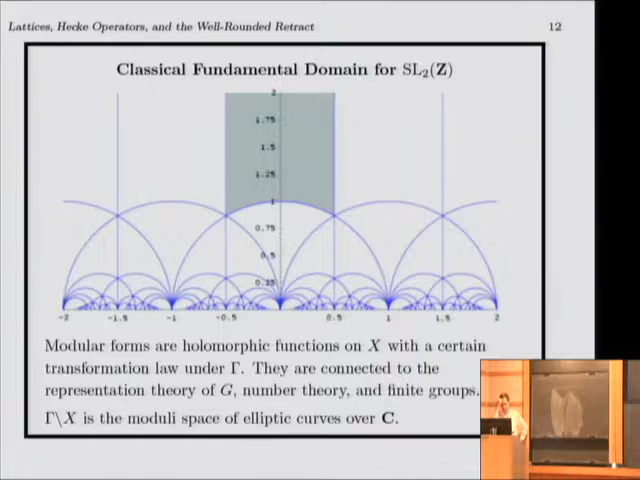 Lattices, Hecke Operators, and the Well-Rounded Retract 12
Classical Fundamental Domain for SL₂(Z)
2
1.75
1.5
1.25
1
0.75
0.5
0.25
-2 -1.5 -1 -0.5 0.5 1 1.5 2
Modular forms are holomorphic functions on X with a certain
transformation law under Γ. They are connected to the
representation theory of G, number theory, and finite groups.
Γ\X is the moduli space of elliptic curves over C.